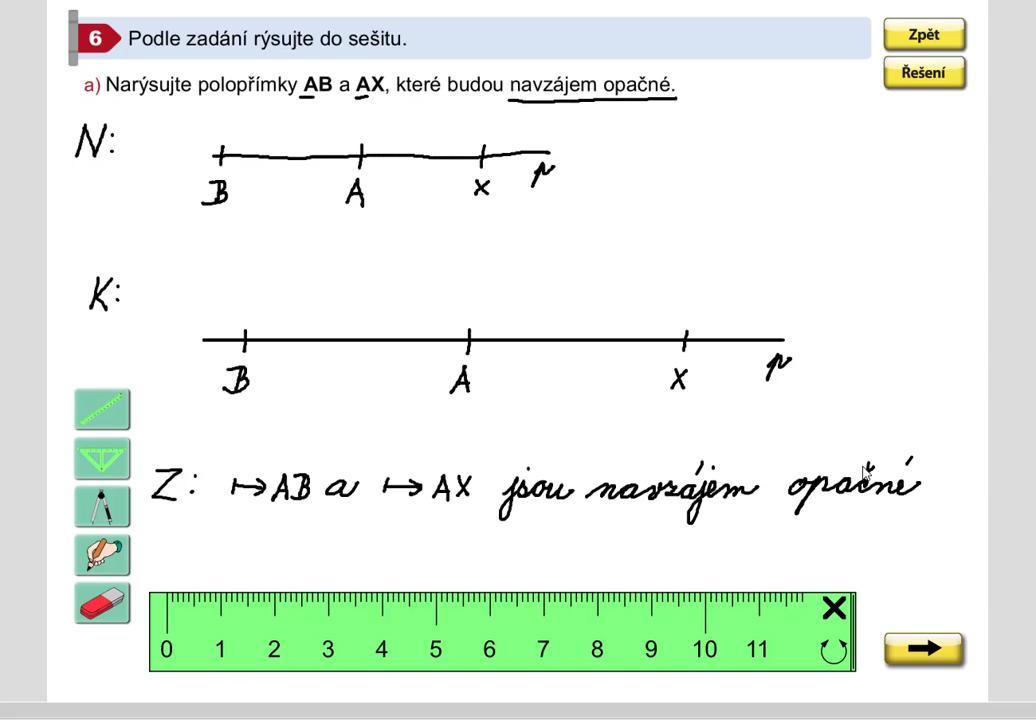 6 Podle zadání rýsujte do sešitu.
Zpět
Řešení
a) Narýsujte polopřímky AB a AX, které budou navzájem opačné.
N:
B A X p
K:
B A X p
Z: ↦AB a ↦AX jsou navzájem opačné
0 1 2 3 4 5 6 7 8 9 10 11